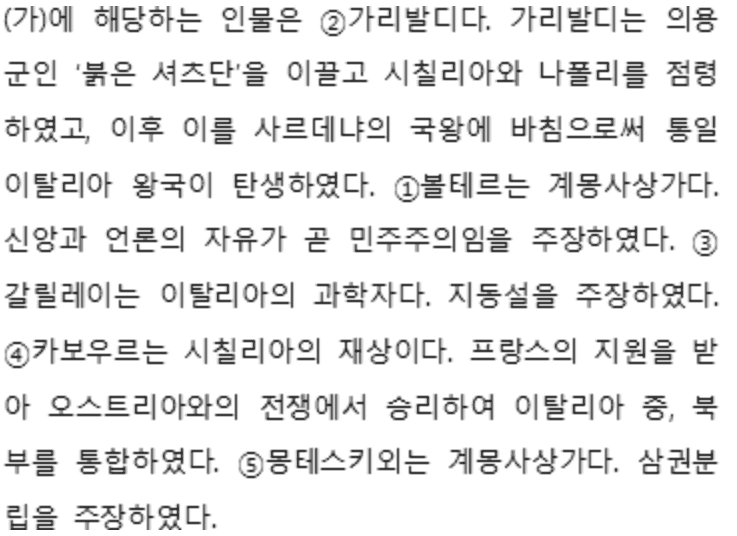 (가)에 해당하는 인물은 ②가리발디다. 가리발디는 의용
군인 '붉은 셔츠단'을 이끌고 시칠리아와 나폴리를 점령
하였고, 이후 이를 사르데냐의 국왕에 바침으로써 통일
이탈리아 왕국이 탄생하였다. ①볼테르는 계몽사상가다.
신앙과 언론의 자유가 곧 민주주의임을 주장하였다. ③
갈릴레이는 이탈리아의 과학자다. 지동설을 주장하였다.
④카보우르는 시칠리아의 재상이다. 프랑스의 지원을 받
아 오스트리아와의 전쟁에서 승리하여 이탈리아 중, 북
부를 통합하였다. ⑤몽테스키외는 계몽사상가다. 삼권분
립을 주장하였다.